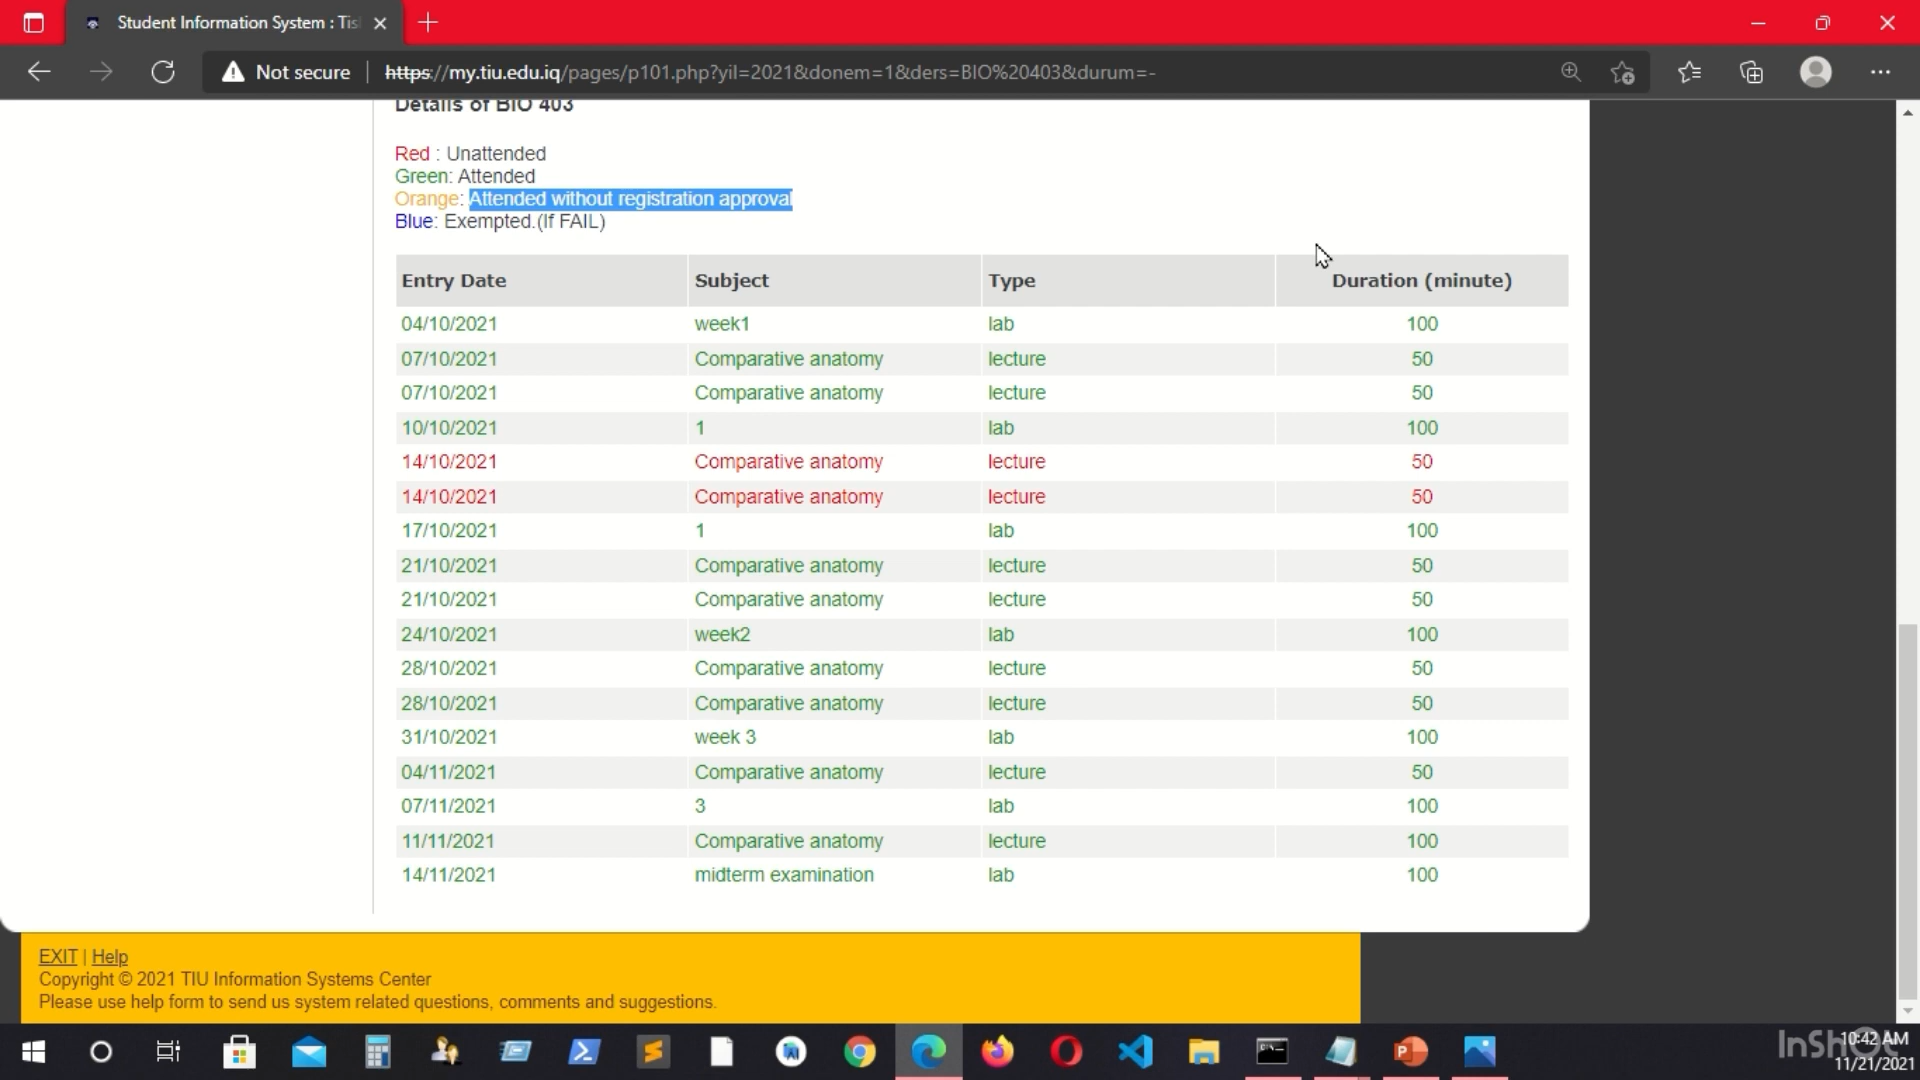 Student Information System : Tis
Not secure
https://my.tiu.edu.iq/pages/p101.php?yil=2021&donem=1&ders=BIO%20403&durum=-
Details of BIO 403
Red : Unattended
Green: Attended
Orange: Attended without registration approval
Blue: Exempted.(If FAIL)
Entry Date Subject Type Duration (minute)
04/10/2021 week1 lab 100
07/10/2021 Comparative anatomy lecture 50
07/10/2021 Comparative anatomy lecture 50
10/10/2021 1 lab 100
14/10/2021 Comparative anatomy lecture 50
14/10/2021 Comparative anatomy lecture 50
17/10/2021 1 lab 100
21/10/2021 Comparative anatomy lecture 50
21/10/2021 Comparative anatomy lecture 50
24/10/2021 week2 lab 100
28/10/2021 Comparative anatomy lecture 50
28/10/2021 Comparative anatomy lecture 50
31/10/2021 week 3 lab 100
04/11/2021 Comparative anatomy lecture 50
07/11/2021 3 lab 100
11/11/2021 Comparative anatomy lecture 100
14/11/2021 midterm examination lab 100
EXIT | Help
Copyright © 2021 TIU Information Systems Center
Please use help form to send us system related questions, comments and suggestions.
InShOt
10:42 AM
11/21/2021